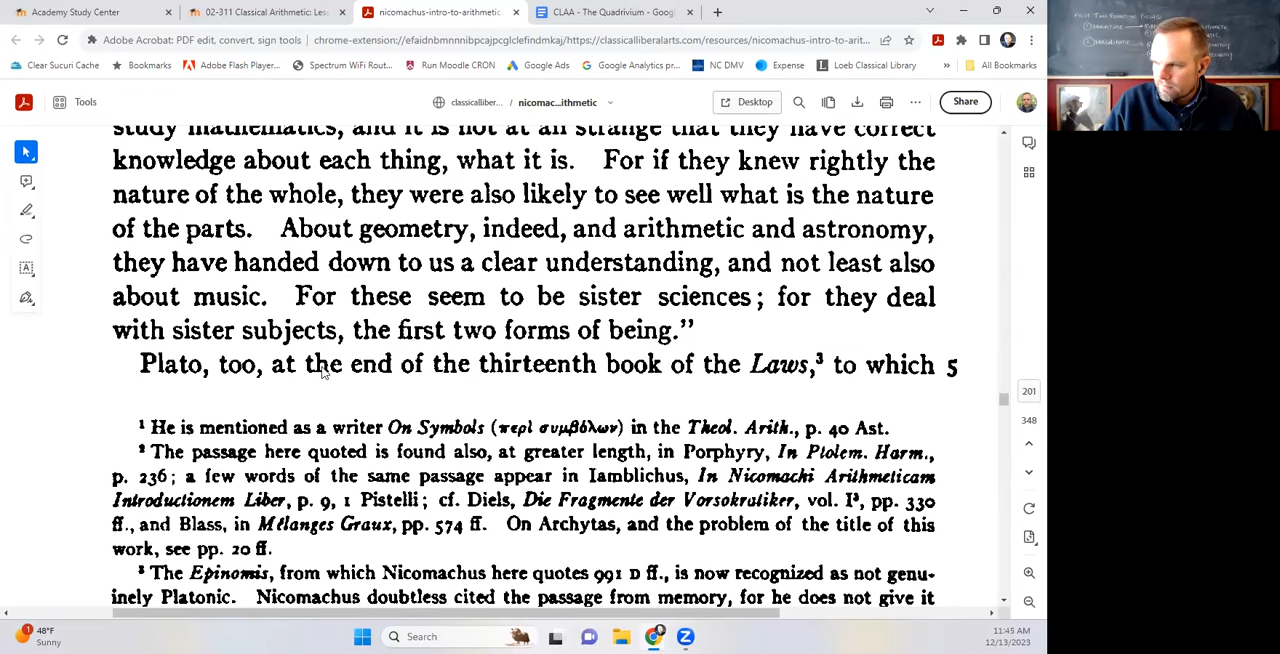 Academy Study Center
02-311 Classical Arithmetic: Les
nicomachus-intro-to-arithmetic
CLAA - The Quadrivium - Googl
Adobe Acrobat: PDF edit, convert, sign tools
chrome-extension://efaidnbmnnnibpcajpcglclefindmkaj/https://classicalliberalarts.com/resources/nicomachus-intro-to-arit...
Clear Sucuri Cache
Bookmarks
Adobe Flash Player...
Spectrum WiFi Rout...
Run Moodle CRON
Google Ads
Google Analytics pr...
NC DMV
Expense
Loeb Classical Library
All Bookmarks
Tools
classicalliber... / nicomac...ithmetic
Desktop
Share
study mathematics, and it is not at all strange that they have correct
knowledge about each thing, what it is. For if they knew rightly the
nature of the whole, they were also likely to see well what is the nature
of the parts. About geometry, indeed, and arithmetic and astronomy,
they have handed down to us a clear understanding, and not least also
about music. For these seem to be sister sciences; for they deal
with sister subjects, the first two forms of being."
Plato, too, at the end of the thirteenth book of the Laws,³ to which 5
¹ He is mentioned as a writer On Symbols (περὶ συμβόλων) in the Theol. Arith., p. 40 Ast.
² The passage here quoted is found also, at greater length, in Porphyry, In Ptolem. Harm.,
p. 236; a few words of the same passage appear in Iamblichus, In Nicomachi Arithmeticam
Introductionem Liber, p. 9, 1 Pistelli; cf. Diels, Die Fragmente der Vorsokratiker, vol. I³, pp. 330
ff., and Blass, in Mélanges Graux, pp. 574 ff. On Archytas, and the problem of the title of this
work, see pp. 20 ff.
³ The Epinomis, from which Nicomachus here quotes 991 D ff., is now recognized as not genu-
inely Platonic. Nicomachus doubtless cited the passage from memory, for he does not give it
201
348
1
48°F
Sunny
Search
11:45 AM
12/13/2023